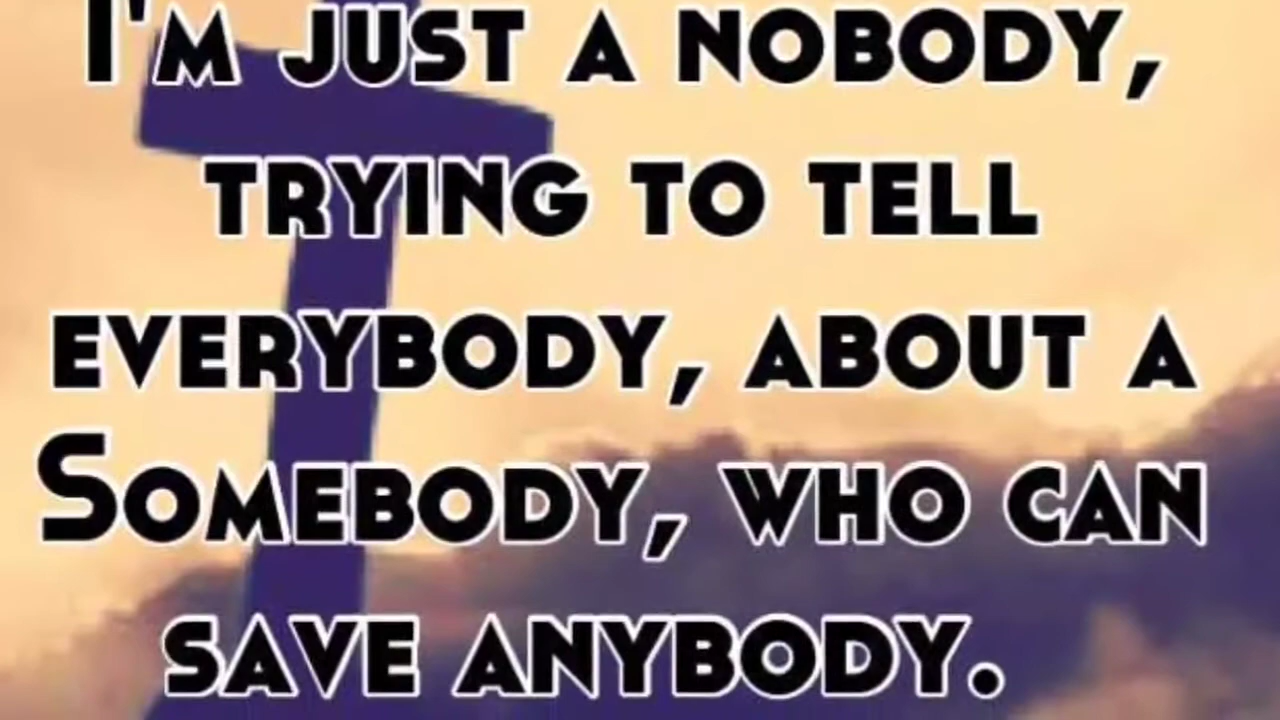 I'm just a nobody,
trying to tell
everybody, about a
Somebody, who can
save anybody.